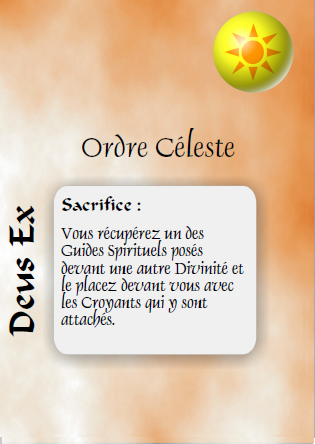 Ordre Céleste
Deus Ex
Sacrifice :
Vous récupérez un des
Guides Spirituels posés
devant une autre Divinité et
le placez devant vous avec
les Croyants qui y sont
attachés.